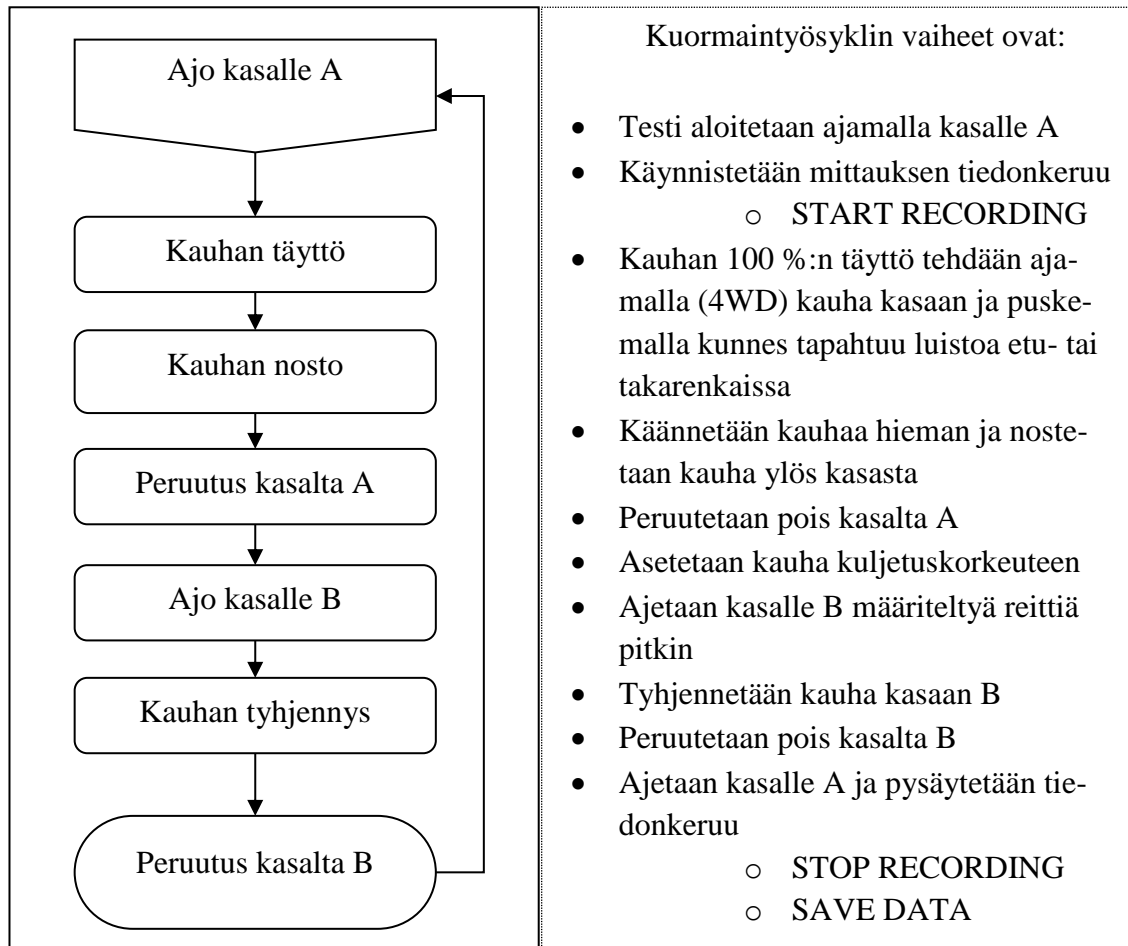 Ajo kasalle A
Kauhan täyttö
Kauhan nosto
Peruutus kasalta A
Ajo kasalle B
Kauhan tyhjennys
Peruutus kasalta B
Kuormaintyösyklin vaiheet ovat:
• Testi aloitetaan ajamalla kasalle A
• Käynnistetään mittauksen tiedonkeruu
o START RECORDING
• Kauhan 100 %:n täyttö tehdään aja-
malla (4WD) kauha kasaan ja puske-
malla kunnes tapahtuu luistoa etu- tai
takarenkaissa
• Käännetään kauhaa hieman ja noste-
taan kauha ylös kasasta
• Peruutetaan pois kasalta A
• Asetetaan kauha kuljetuskorkeuteen
• Ajetaan kasalle B määriteltyä reittiä
pitkin
• Tyhjennetään kauha kasaan B
• Peruutetaan pois kasalta B
• Ajetaan kasalle A ja pysäytetään tie-
donkeruu
o STOP RECORDING
o SAVE DATA